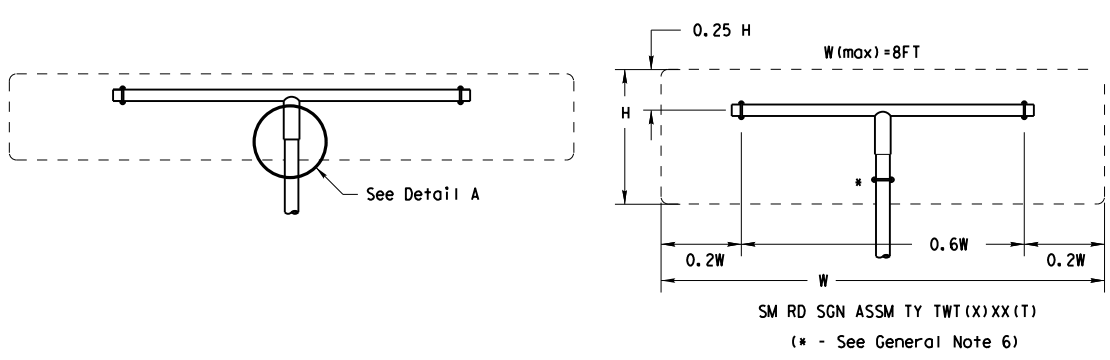 0.25 H
W(max)=8FT
H
See Detail A
*
0.2W
0.6W
0.2W
W
SM RD SGN ASSM TY TWT(X)XX(T)
(* - See General Note 6)